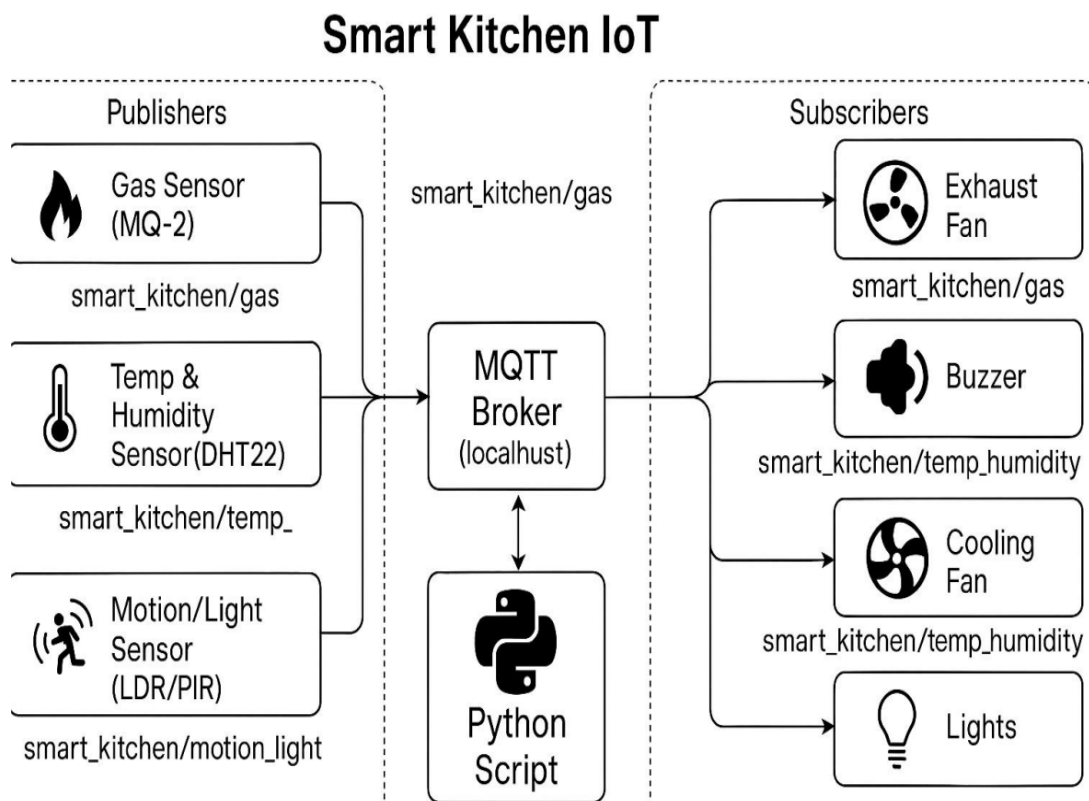 Smart Kitchen IoT
Publishers
Gas Sensor
(MQ-2)
smart_kitchen/gas
Temp &
Humidity
Sensor(DHT22)
smart_kitchen/temp_
Motion/Light
Sensor
(LDR/PIR)
smart_kitchen/motion_light
smart_kitchen/gas
MQTT
Broker
(localhust)
Python
Script
Subscribers
Exhaust
Fan
smart_kitchen/gas
Buzzer
smart_kitchen/temp_humidity
Cooling
Fan
smart_kitchen/temp_humidity
Lights